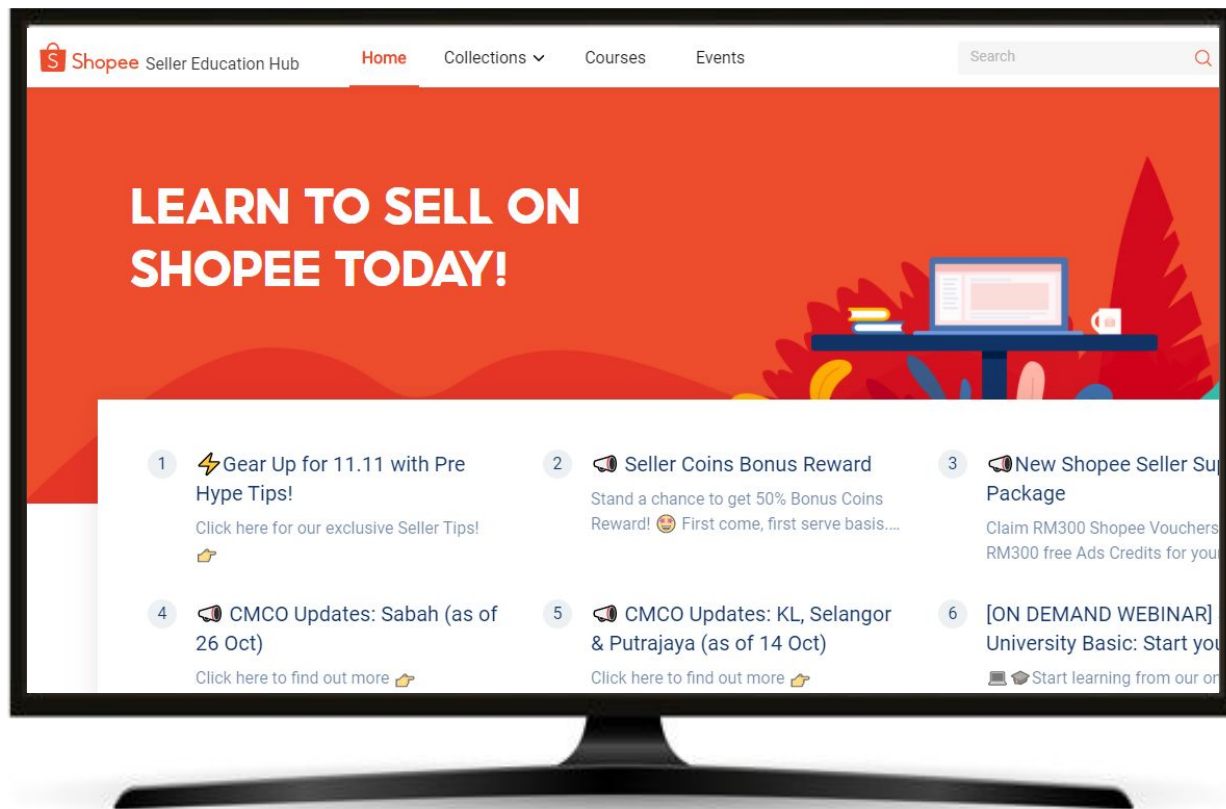 Shopee Seller Education Hub Home Collections Courses Events Search
LEARN TO SELL ON
SHOPEE TODAY!
1 ⚡Gear Up for 11.11 with Pre
Hype Tips!
Click here for our exclusive Seller Tips!
👉
2 📢 Seller Coins Bonus Reward
Stand a chance to get 50% Bonus Coins
Reward! 🤩 First come, first serve basis....
3 📢New Shopee Seller
Package
Claim RM300 Shopee Vouchers
RM300 free Ads Credits for
4 📢 CMCO Updates: Sabah (as of
26 Oct)
Click here to find out more 👉
5 📢 CMCO Updates: KL, Selangor
& Putrajaya (as of 14 Oct)
Click here to find out more 👉
6 [ON DEMAND WEBINAR]
University Basic: Start
💻 🎓Start learning from our